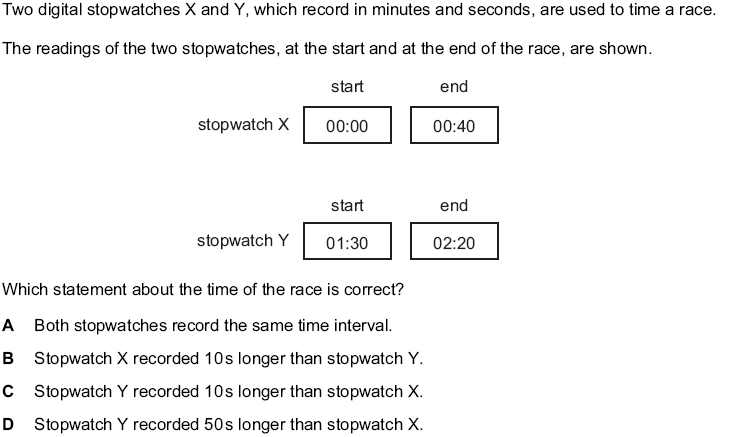 Two digital stopwatches X and Y, which record in minutes and seconds, are used to time a race.
The readings of the two stopwatches, at the start and at the end of the race, are shown.
start end
stopwatch X 00:00 00:40
start end
stopwatch Y 01:30 02:20
Which statement about the time of the race is correct?
A Both stopwatches record the same time interval.
B Stopwatch X recorded 10s longer than stopwatch Y.
C Stopwatch Y recorded 10s longer than stopwatch X.
D Stopwatch Y recorded 50s longer than stopwatch X.